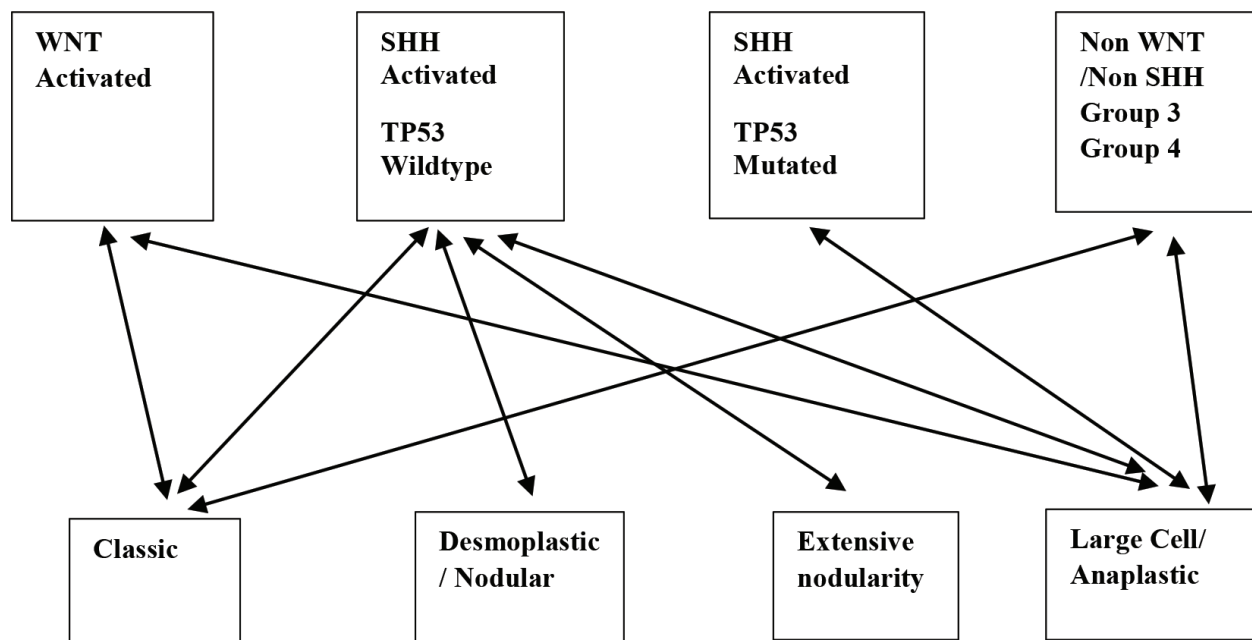 WNT
Activated
SHH
Activated
TP53
Wildtype
SHH
Activated
TP53
Mutated
Non WNT
/Non SHH
Group 3
Group 4
Classic
Desmoplastic
/ Nodular
Extensive
nodularity
Large Cell/
Anaplastic